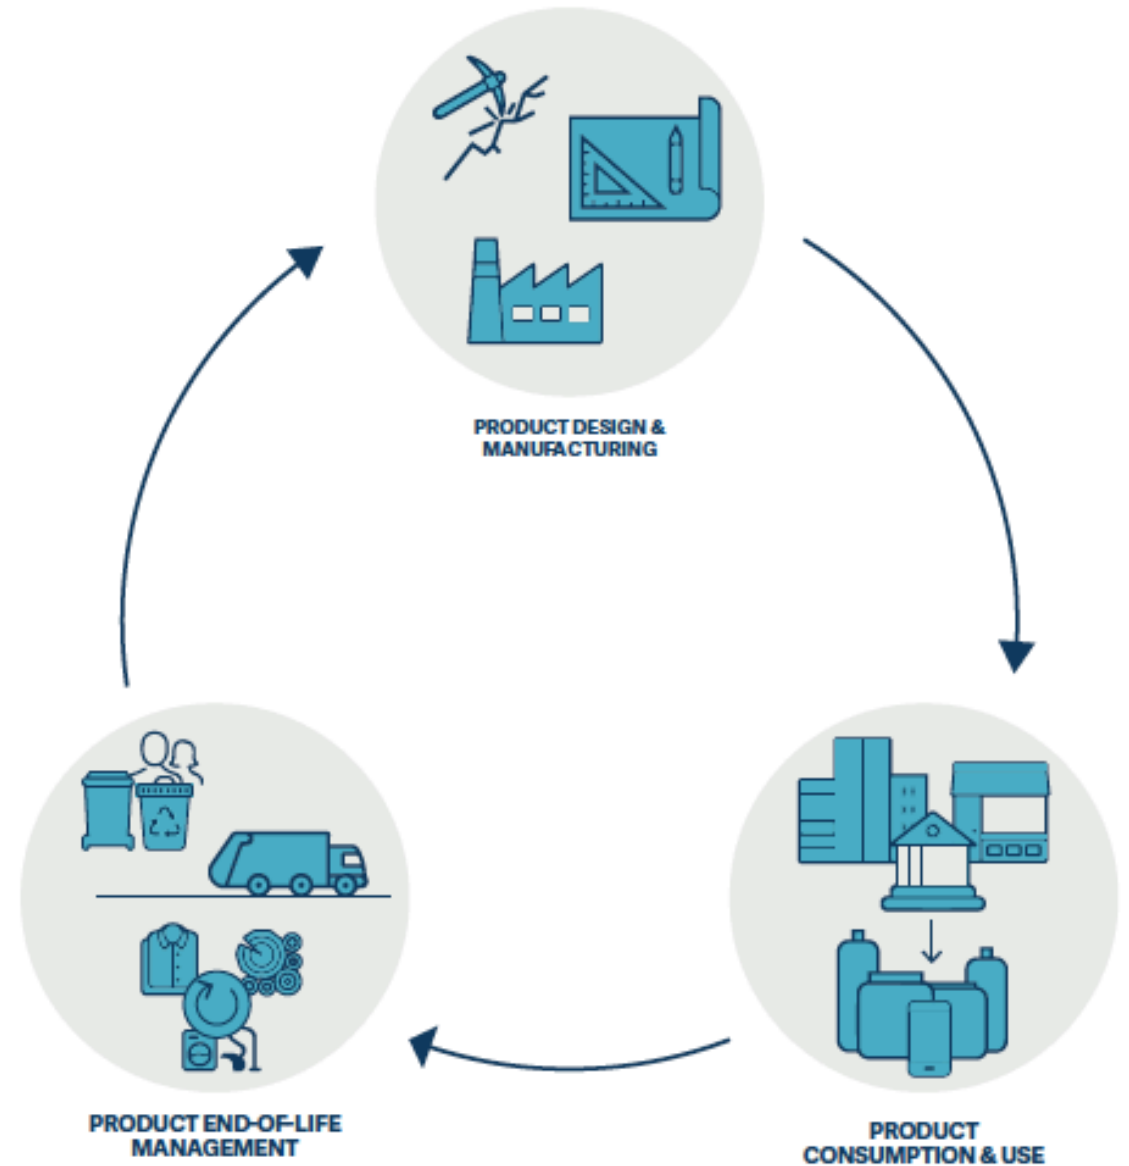 PRODUCT DESIGN &
MANUFACTURING
PRODUCT END-OF-LIFE
MANAGEMENT
PRODUCT
CONSUMPTION & USE